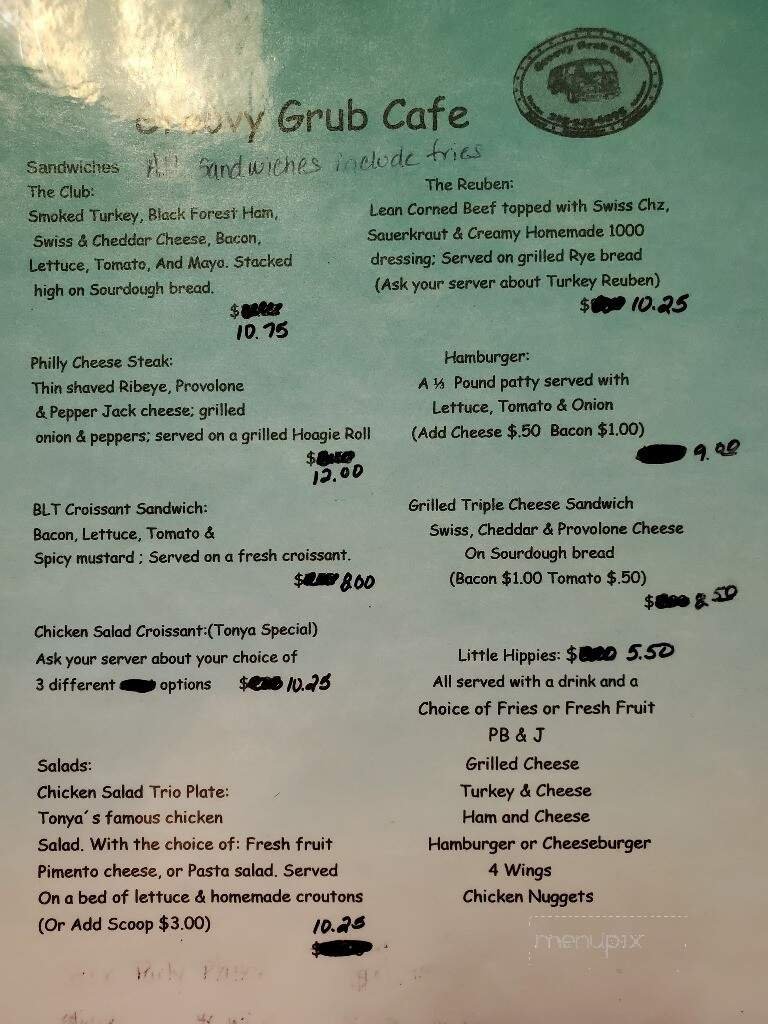 Groovy Grub Cafe
Groovy Grub Cafe
Sandwiches All Sandwiches include fries
The Club:
Smoked Turkey, Black Forest Ham,
Swiss & Cheddar Cheese, Bacon,
Lettuce, Tomato, And Mayo. Stacked
high on Sourdough bread.
$
10.75
Philly Cheese Steak:
Thin shaved Ribeye, Provolone
& Pepper Jack cheese; grilled
onion & peppers; served on a grilled Hoagie Roll
$
12.00
BLT Croissant Sandwich:
Bacon, Lettuce, Tomato &
Spicy mustard ; Served on a fresh croissant.
$ 8.00
Chicken Salad Croissant:(Tonya Special)
Ask your server about your choice of
3 different options $ 10.25
Salads:
Chicken Salad Trio Plate:
Tonya´s famous chicken
Salad. With the choice of: Fresh fruit
Pimento cheese, or Pasta salad. Served
On a bed of lettuce & homemade croutons
(Or Add Scoop $3.00) 10.25
$
The Reuben:
Lean Corned Beef topped with Swiss Chz,
Sauerkraut & Creamy Homemade 1000
dressing; Served on grilled Rye bread
(Ask your server about Turkey Reuben)
$ 10.25
Hamburger:
A ⅓ Pound patty served with
Lettuce, Tomato & Onion
(Add Cheese $.50 Bacon $1.00)
9.00
Grilled Triple Cheese Sandwich
Swiss, Cheddar & Provolone Cheese
On Sourdough bread
(Bacon $1.00 Tomato $.50)
$ 8.50
Little Hippies: $ 5.50
All served with a drink and a
Choice of Fries or Fresh Fruit
PB & J
Grilled Cheese
Turkey & Cheese
Ham and Cheese
Hamburger or Cheeseburger
4 Wings
Chicken Nuggets
menupix